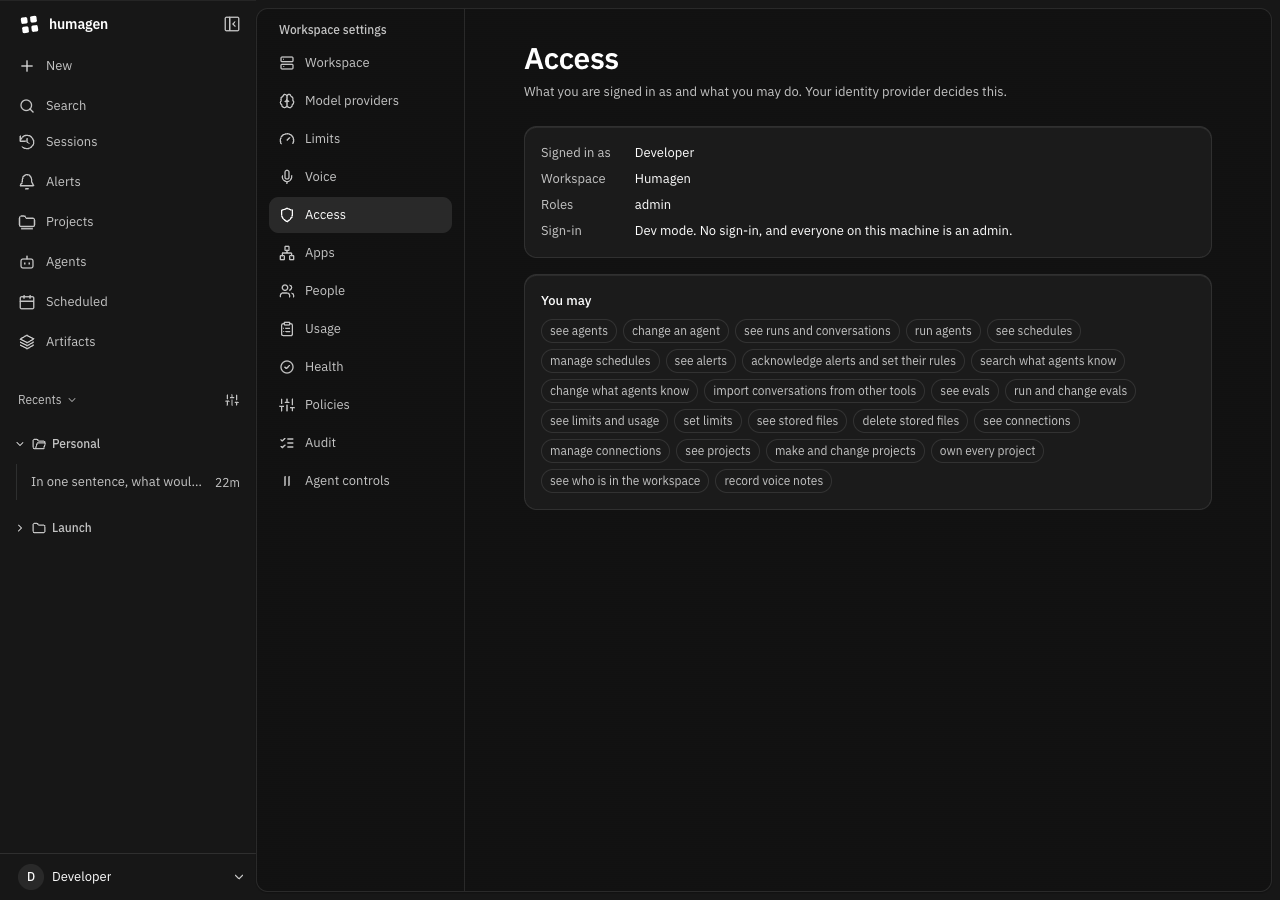 humagen
New
Search
Sessions
Alerts
Projects
Agents
Scheduled
Artifacts
Recents
Personal
In one sentence, what woul... 22m
Launch
D Developer
Workspace settings
Workspace
Model providers
Limits
Voice
Access
Apps
People
Usage
Health
Policies
Audit
Agent controls
Access
What you are signed in as and what you may do. Your identity provider decides this.
Signed in as Developer
Workspace Humagen
Roles admin
Sign-in Dev mode. No sign-in, and everyone on this machine is an admin.
You may
see agents change an agent see runs and conversations run agents see schedules
manage schedules see alerts acknowledge alerts and set their rules search what agents know
change what agents know import conversations from other tools see evals run and change evals
see limits and usage set limits see stored files delete stored files see connections
manage connections see projects make and change projects own every project
see who is in the workspace record voice notes